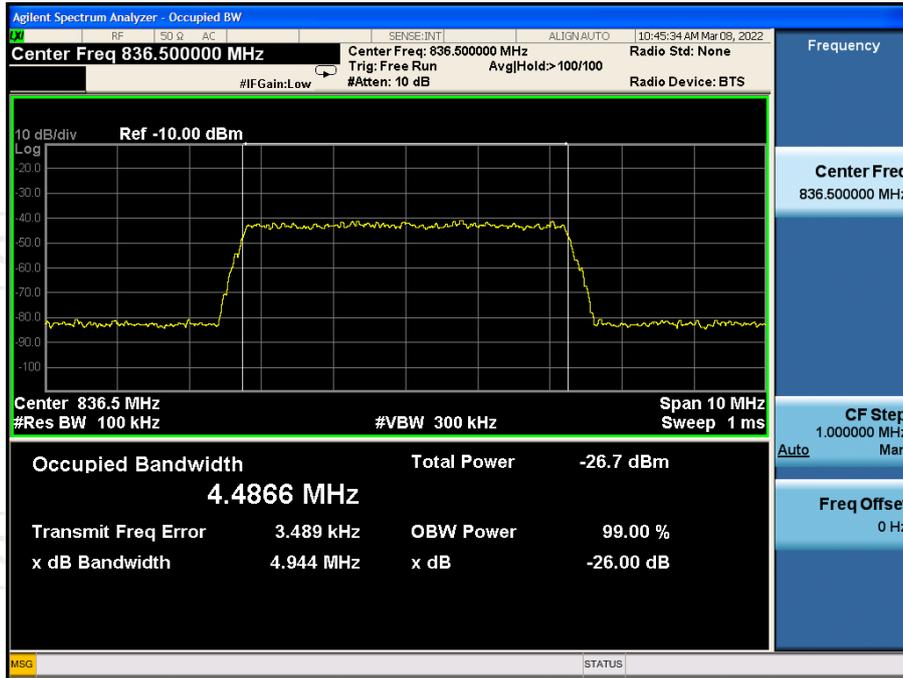 Agilent Spectrum Analyzer - Occupied BW
LXI RF 50 Ω AC SENSE:INT ALIGN AUTO 10:45:34 AM Mar 08, 2022
Center Freq 836.500000 MHz
Center Freq: 836.500000 MHz
Radio Std: None
Trig: Free Run Avg|Hold:>100/100
#IFGain:Low #Atten: 10 dB Radio Device: BTS
Frequency
10 dB/div Ref -10.00 dBm
Log
-20.0
-30.0
-40.0
-50.0
-60.0
-70.0
-80.0
-90.0
-100
Center 836.5 MHz Span 10 MHz
#Res BW 100 kHz #VBW 300 kHz Sweep 1 ms
Center Freq
836.500000 MHz
CF Step
1.000000 MHz
Auto Man
Freq Offset
0 Hz
Occupied Bandwidth Total Power -26.7 dBm
4.4866 MHz
Transmit Freq Error 3.489 kHz OBW Power 99.00 %
x dB Bandwidth 4.944 MHz x dB -26.00 dB
MSG STATUS